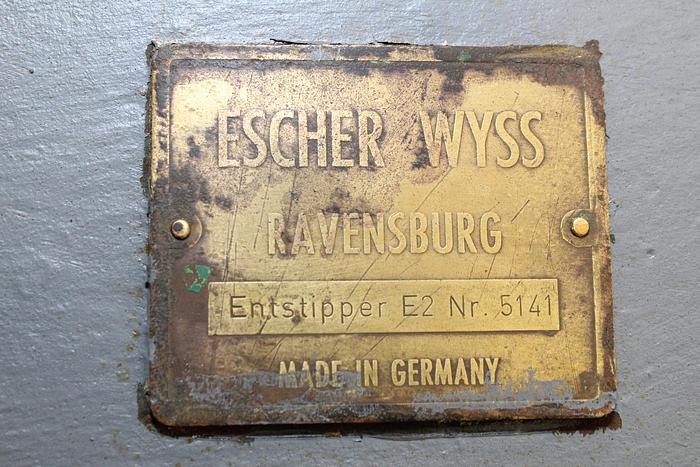 ESCHER WYSS
RAVENSBURG
Entstipper E2 Nr. 5141
MADE IN GERMANY